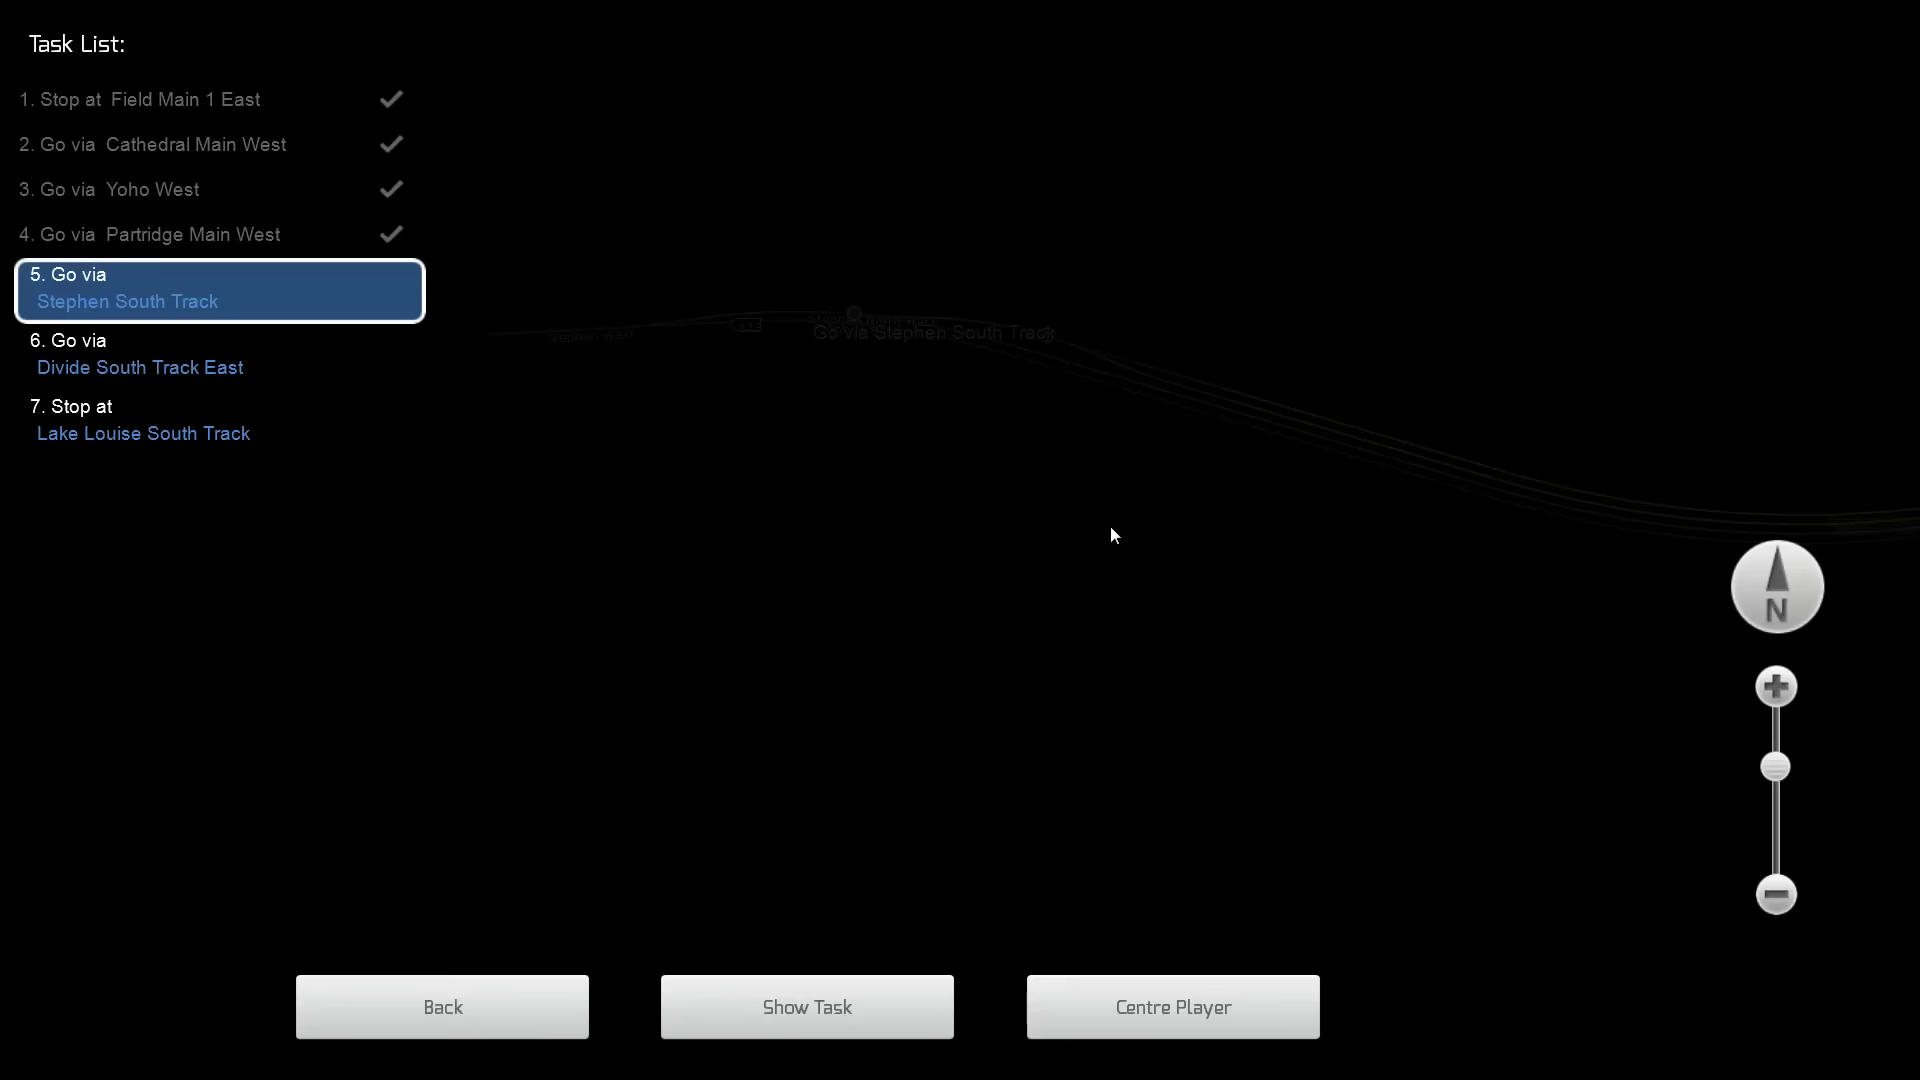 Task List:
1. Stop at Field Main 1 East
2. Go via Cathedral Main West
3. Go via Yoho West
4. Go via Partridge Main West
5. Go via
Stephen South Track
6. Go via
Divide South Track East
7. Stop at
Lake Louise South Track
Stephen West
Go via Stephen South Track
N
Back
Show Task
Centre Player